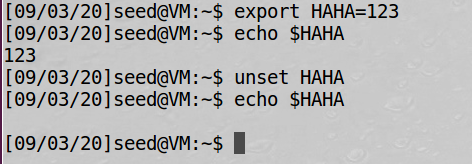 [09/03/20]seed@VM:~$ export HAHA=123
[09/03/20]seed@VM:~$ echo $HAHA
123
[09/03/20]seed@VM:~$ unset HAHA
[09/03/20]seed@VM:~$ echo $HAHA

[09/03/20]seed@VM:~$